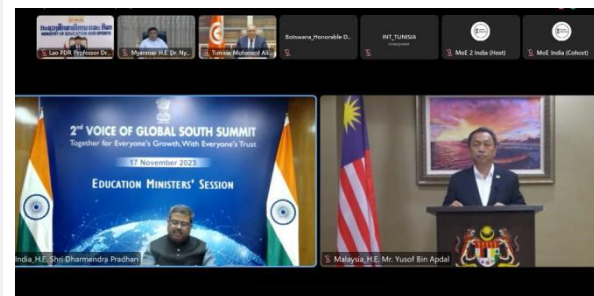 Lao PDR Professor Dr...
Myanmar H.E Dr. Ny...
Tunisia Mohamed Ali...
Botswana_Honorable D...
INT_TUNISIA
MoE 2 India (Host)
MoE India (Cohost)
2nd VOICE OF GLOBAL SOUTH SUMMIT
Together for Everyone's Growth, With Everyone's Trust
17 November 2023
EDUCATION MINISTERS' SESSION
India_H.E. Shri Dharmendra Pradhan
Malaysia_H.E. Mr. Yusof Bin Apdal